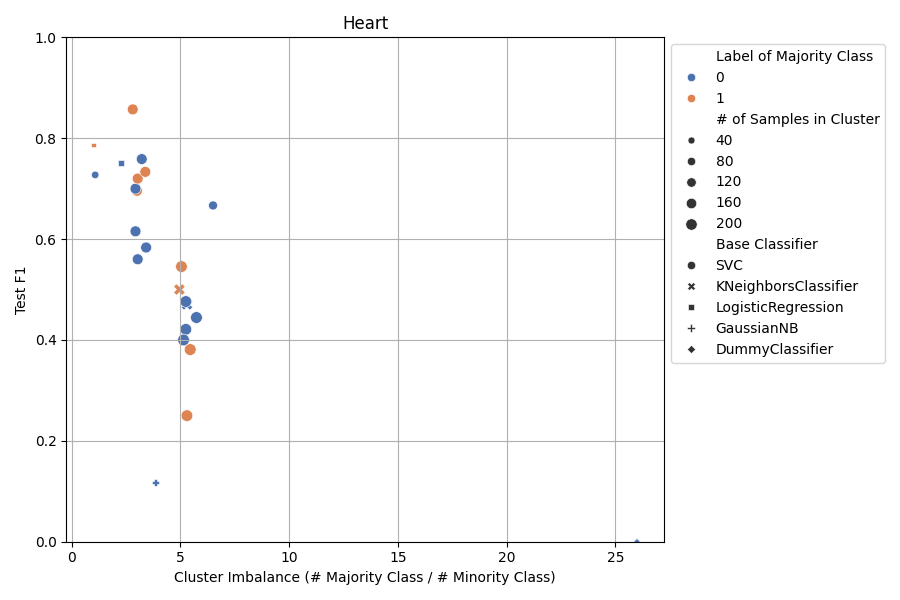 Heart
1.0
0.8
0.6
0.4
0.2
0.0
Test F1
0
5
10
15
20
25
Cluster Imbalance (# Majority Class / # Minority Class)
Label of Majority Class
0
1
# of Samples in Cluster
40
80
120
160
200
Base Classifier
SVC
KNeighborsClassifier
LogisticRegression
GaussianNB
DummyClassifier